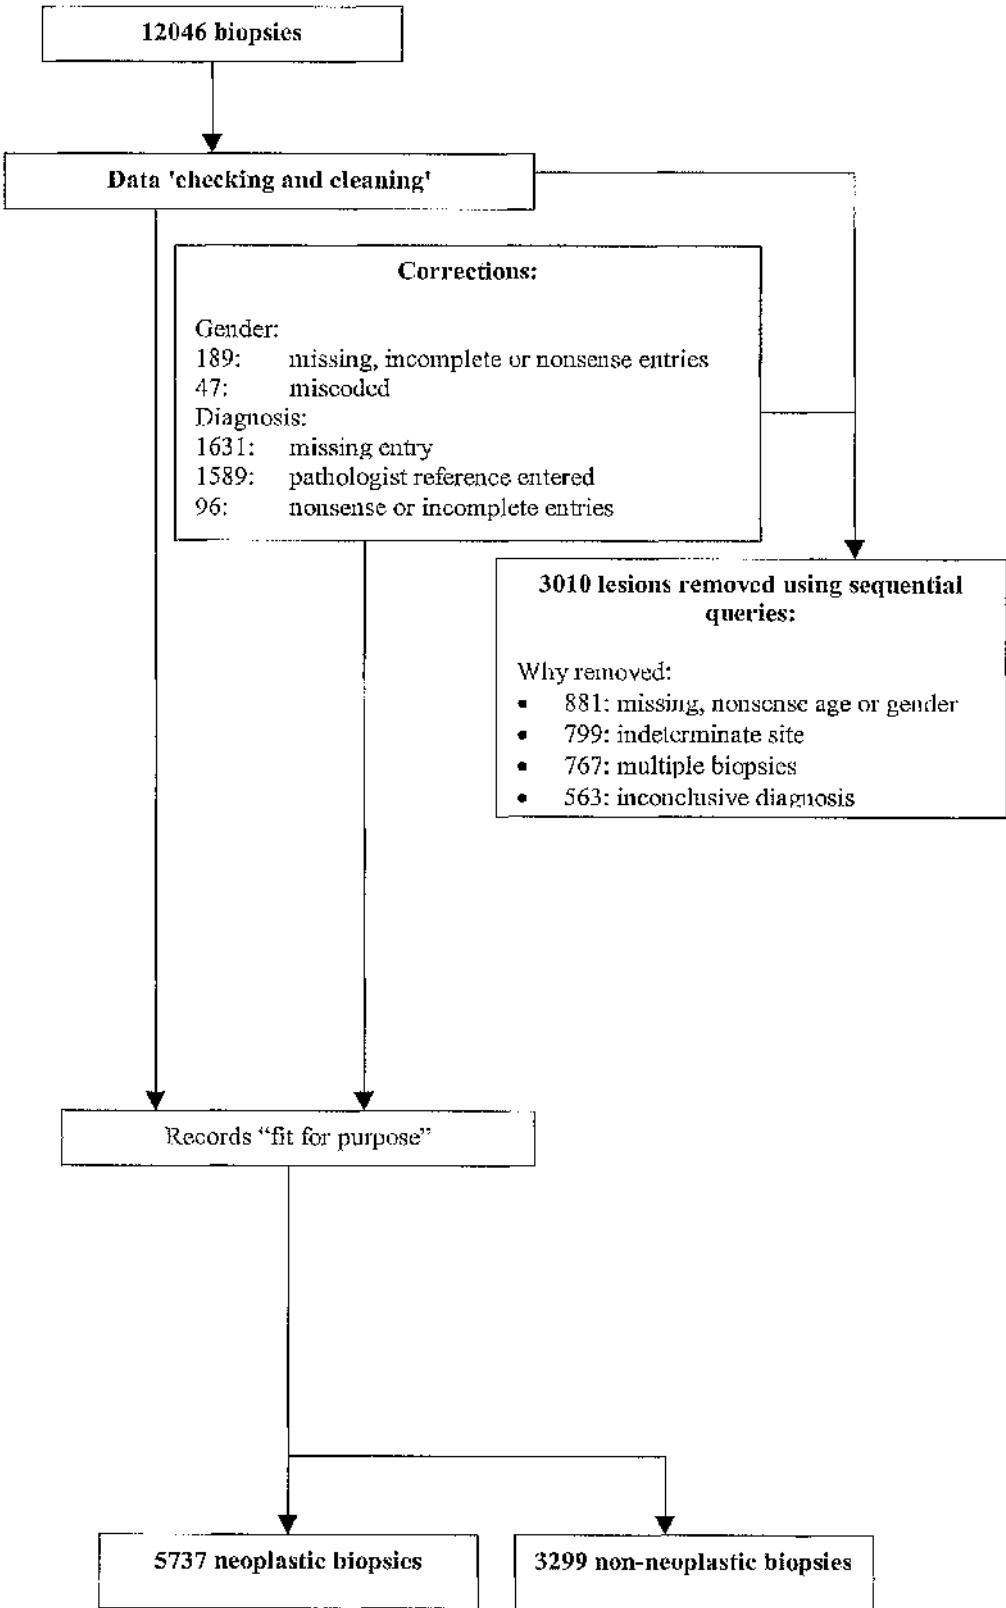 12046 biopsies
Data 'checking and cleaning'
Corrections:
Gender:
189: missing, incomplete or nonsense entries
47: miscoded
Diagnosis:
1631: missing entry
1589: pathologist reference entered
96: nonsense or incomplete entries
3010 lesions removed using sequential
queries:
Why removed:
• 881: missing, nonsense age or gender
• 799: indeterminate site
• 767: multiple biopsies
• 563: inconclusive diagnosis
Records “fit for purpose”
5737 neoplastic biopsies
3299 non-neoplastic biopsies